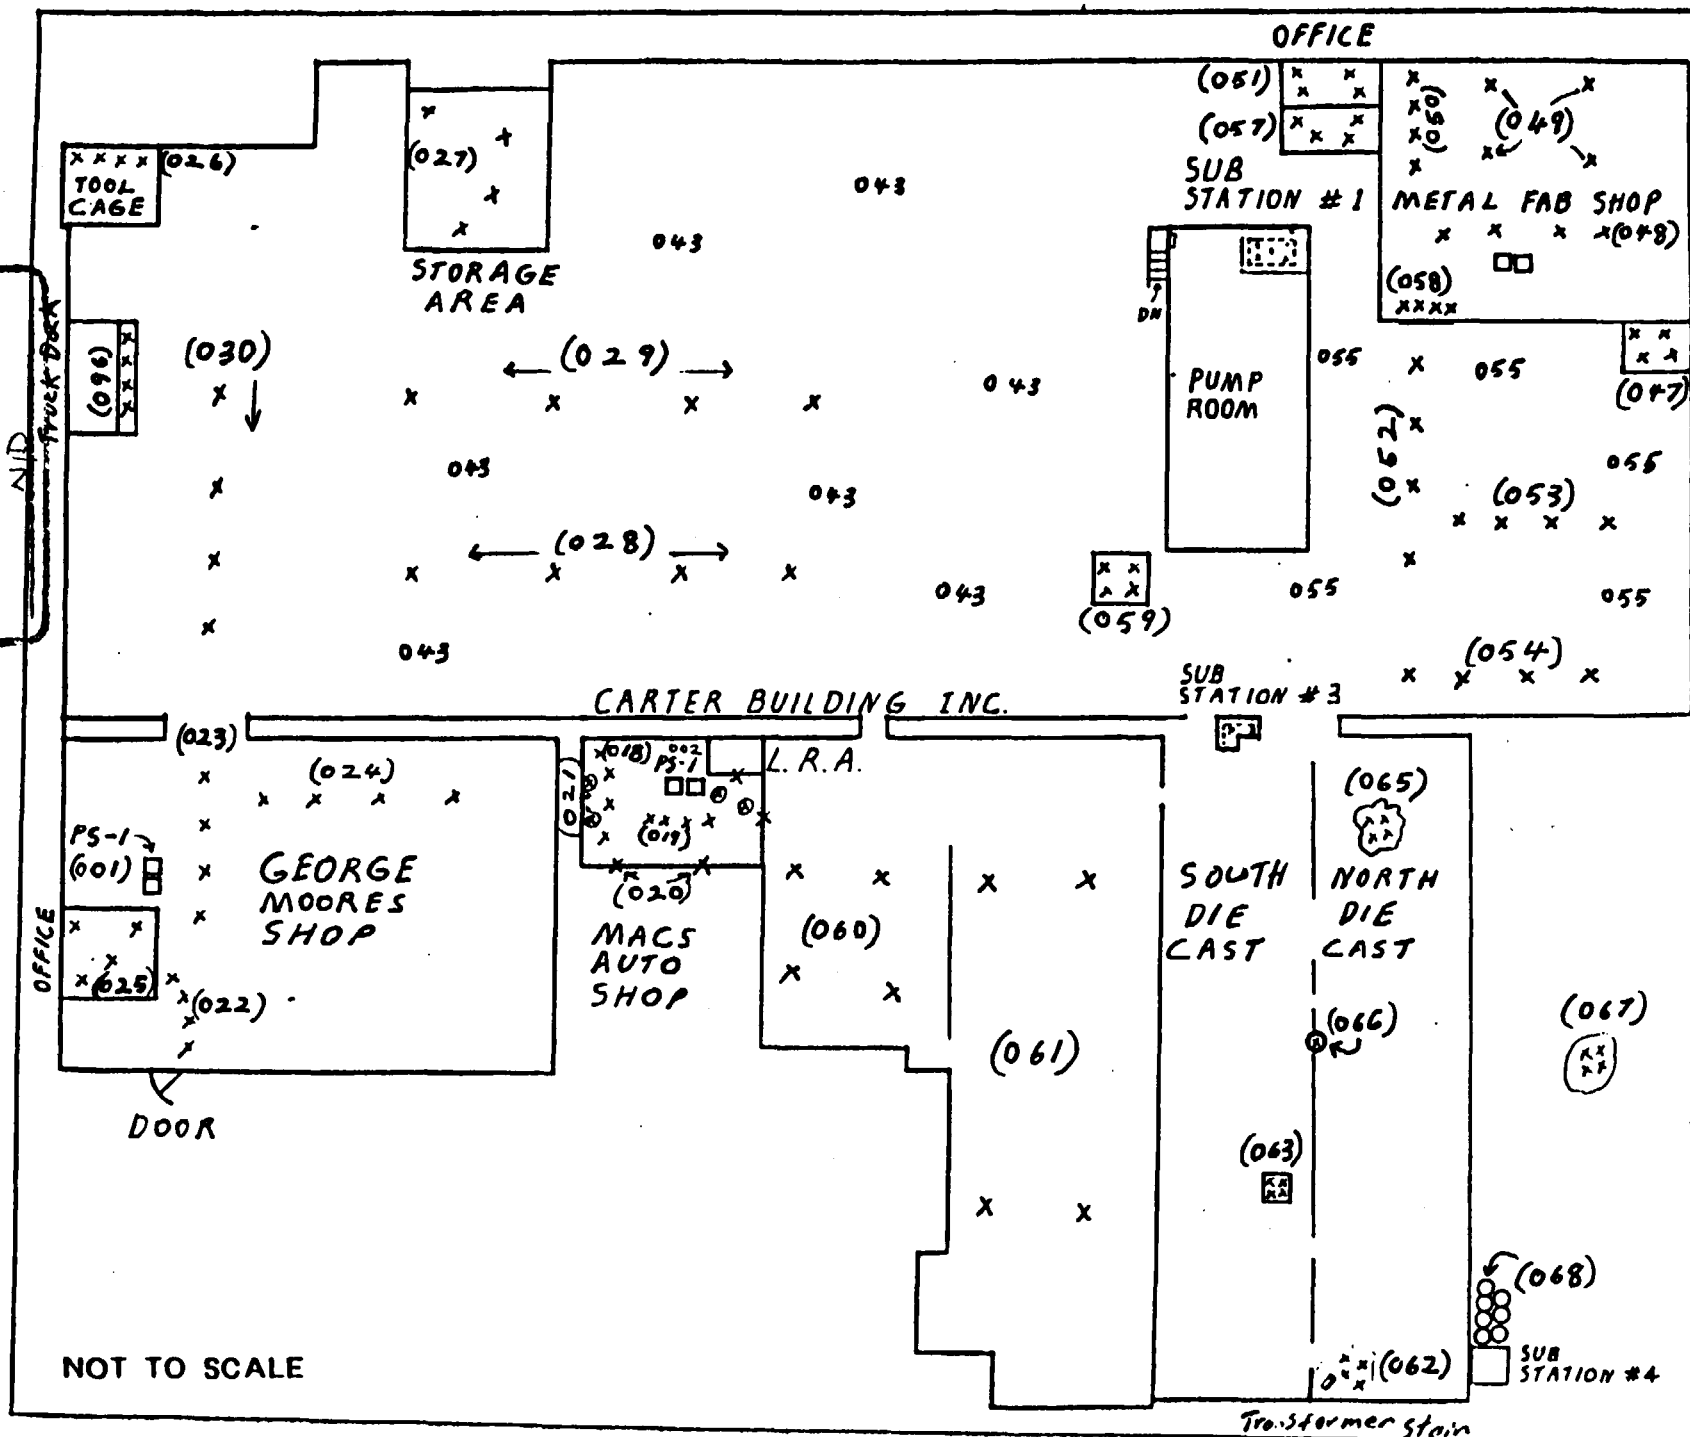 OFFICE
(051)
(050)
(049)
(057)
(026)
TOOL
CAGE
(027)
043
SUB
STATION #1
METAL FAB SHOP
043
(048)
STORAGE
AREA
(058)
DN
Truck Dock
(096)
(030)
(029)
043
PUMP
ROOM
055
055
(047)
(052)
043
043
055
(053)
(028)
043
055
055
(059)
043
(054)
CARTER BUILDING INC.
SUB
STATION #3
(023)
(024)
(021)
(018)
002
PS-1
L.R.A.
(065)
PS-1
(001)
(019)
GEORGE
MOORES
SHOP
(020)
SOUTH
DIE
CAST
NORTH
DIE
CAST
OFFICE
MACS
AUTO
SHOP
(060)
(025)
(022)
(066)
(067)
(061)
DOOR
(063)
(068)
NOT TO SCALE
(062)
SUB
STATION #4
Transformer Stain